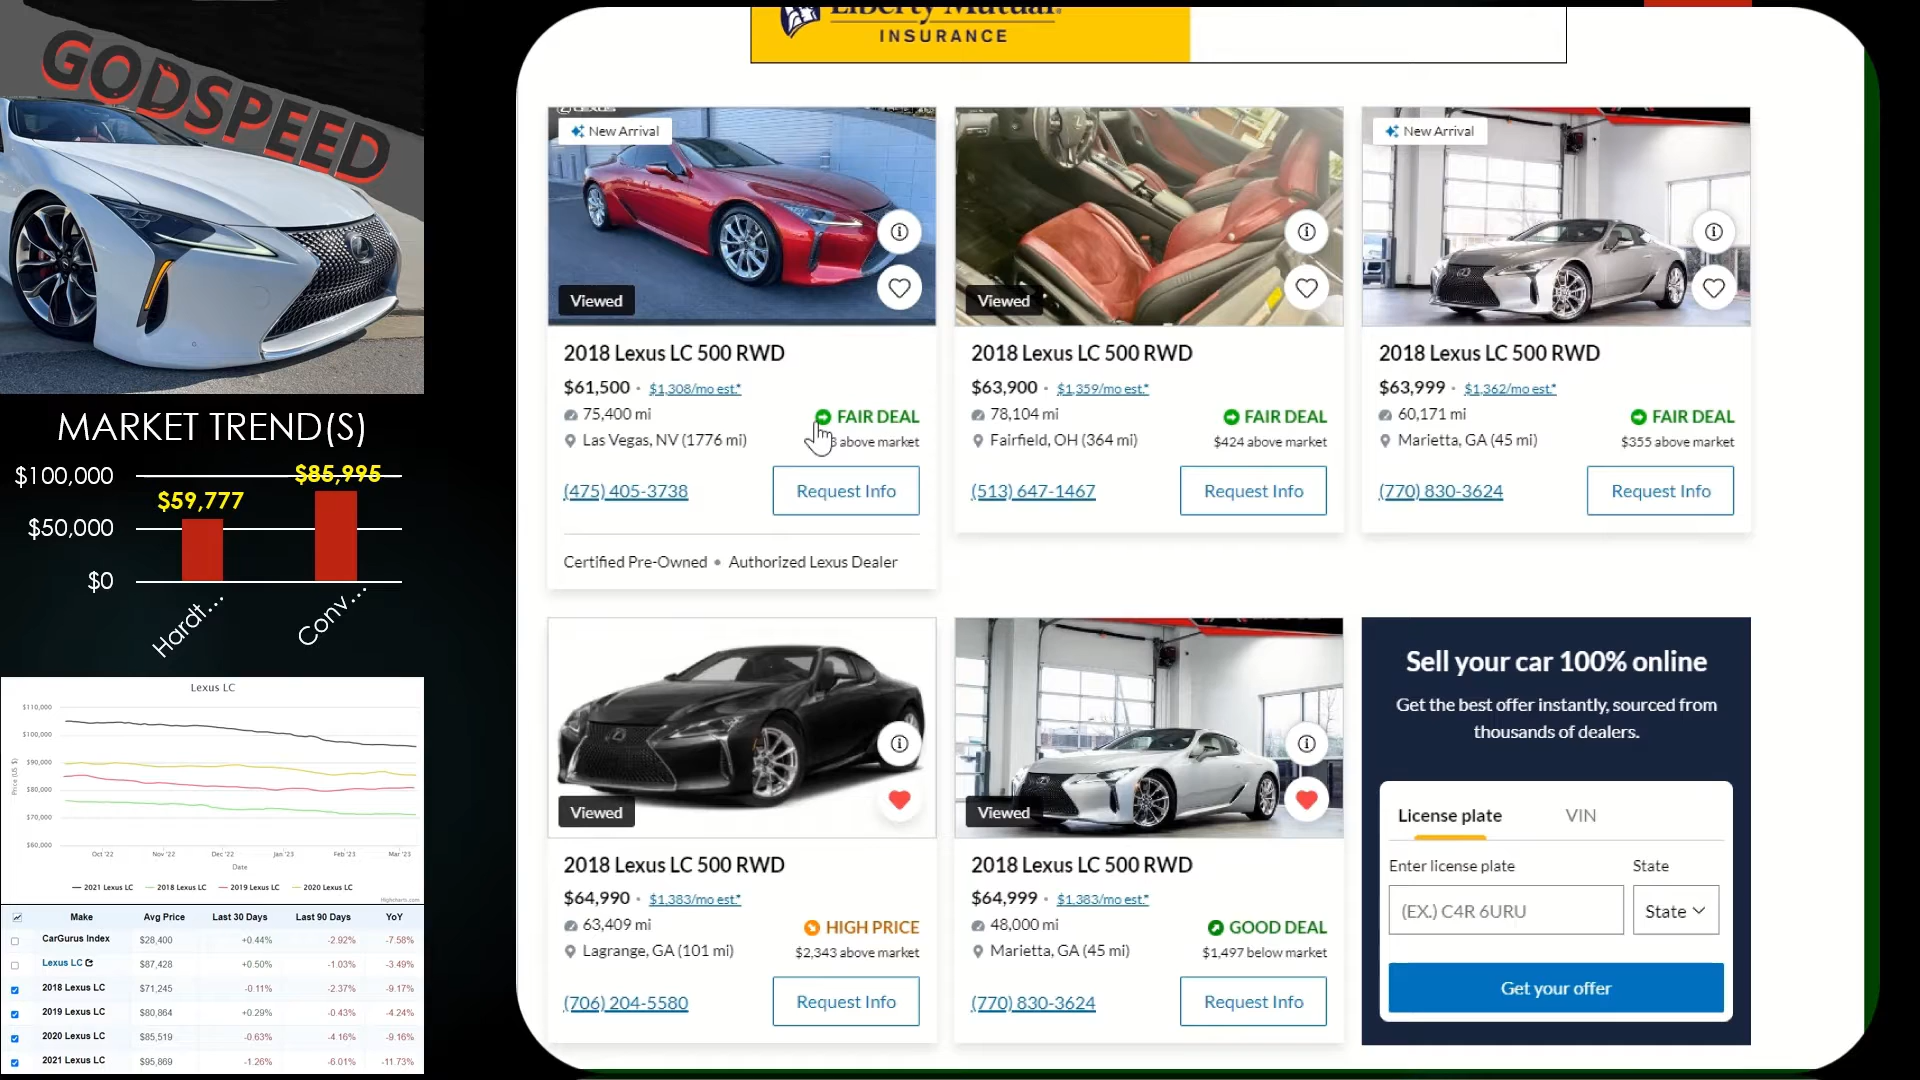 GODSPEED
MARKET TREND(S)
$100,000
$50,000
$0
$59,777
$85,995
Hardt...
Conv...
Lexus LC
$110,000
$100,000
$90,000
$80,000
$70,000
$60,000
Price (US $)
Oct '22
Nov '22
Dec '22
Jan '23
Feb '23
Mar '23
Date
2021 Lexus LC
2018 Lexus LC
2019 Lexus LC
2020 Lexus LC
Highcharts.com
Make Avg Price Last 30 Days Last 90 Days YoY
CarGurus Index $28,400 +0.44% -2.92% -7.58%
Lexus LC $87,428 +0.50% -1.03% -3.49%
2018 Lexus LC $71,245 -0.11% -2.37% -9.17%
2019 Lexus LC $80,864 +0.29% -0.43% -4.24%
2020 Lexus LC $85,519 -0.63% -4.16% -9.16%
2021 Lexus LC $95,869 -1.26% -6.01% -11.73%
Liberty Mutual
INSURANCE
New Arrival
Viewed
2018 Lexus LC 500 RWD
$61,500 · $1,308/mo est.*
75,400 mi
FAIR DEAL
Las Vegas, NV (1776 mi)
above market
(475) 405-3738
Request Info
Certified Pre-Owned • Authorized Lexus Dealer
Viewed
2018 Lexus LC 500 RWD
$63,900 · $1,359/mo est.*
78,104 mi
FAIR DEAL
Fairfield, OH (364 mi)
$424 above market
(513) 647-1467
Request Info
New Arrival
2018 Lexus LC 500 RWD
$63,999 · $1,362/mo est.*
60,171 mi
FAIR DEAL
Marietta, GA (45 mi)
$355 above market
(770) 830-3624
Request Info
Viewed
2018 Lexus LC 500 RWD
$64,990 · $1,383/mo est.*
63,409 mi
HIGH PRICE
Lagrange, GA (101 mi)
$2,343 above market
(706) 204-5580
Request Info
Viewed
2018 Lexus LC 500 RWD
$64,999 · $1,383/mo est.*
48,000 mi
GOOD DEAL
Marietta, GA (45 mi)
$1,497 below market
(770) 830-3624
Request Info
Sell your car 100% online
Get the best offer instantly, sourced from
thousands of dealers.
License plate
VIN
Enter license plate
State
(EX.) C4R 6URU
State
Get your offer